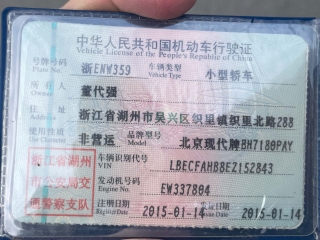 中华人民共和国机动车行驶证
Vehicle License of the People's Republic of China
号牌号码 浙ENW359 车辆类型 小型轿车
Plate No. Vehicle Type
所有人 董代强
Owner
住址 浙江省湖州市吴兴区织里镇织里北路288
Address
使用性质 非营运 品牌型号 北京现代牌BH7180PAY
浙江省湖州
市公安局交
通警察支队
车辆识别代号 LBECFAHB8EZ152843
VIN
发动机号码 EW337804
Engine No.
注册日期 2015-01-14 发证日期 2015-01-14
Register Date Issue Date